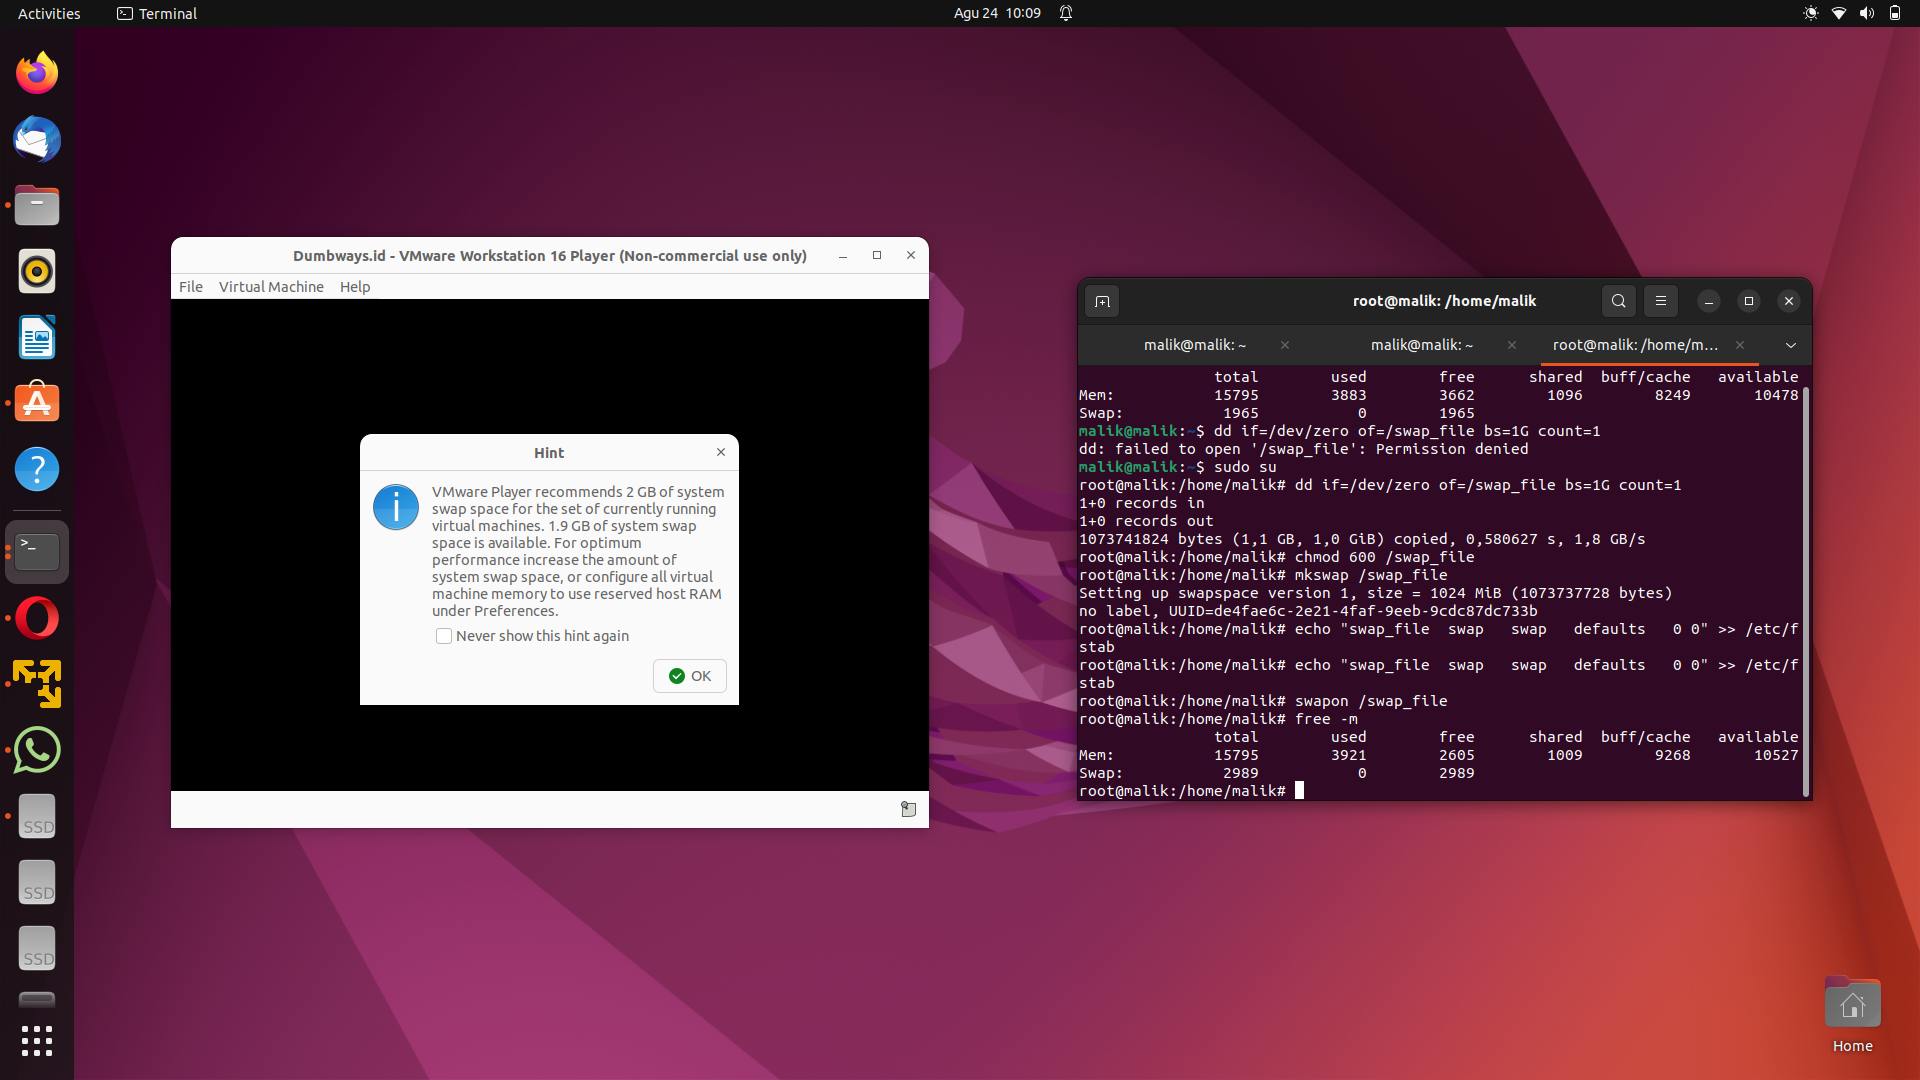 Activities
Terminal
Agu 24 10:09
Dumbways.id - VMware Workstation 16 Player (Non-commercial use only)
File Virtual Machine Help
Hint
VMware Player recommends 2 GB of system
swap space for the set of currently running
virtual machines. 1.9 GB of system swap
space is available. For optimum
performance increase the amount of
system swap space, or configure all virtual
machine memory to use reserved host RAM
under Preferences.
Never show this hint again
OK
root@malik: /home/malik
malik@malik: ~
malik@malik: ~
root@malik: /home/m...
total used free shared buff/cache available
Mem: 15795 3883 3662 1096 8249 10478
Swap: 1965 0 1965
malik@malik:~$ dd if=/dev/zero of=/swap_file bs=1G count=1
dd: failed to open '/swap_file': Permission denied
malik@malik:~$ sudo su
root@malik:/home/malik# dd if=/dev/zero of=/swap_file bs=1G count=1
1+0 records in
1+0 records out
1073741824 bytes (1,1 GB, 1,0 GiB) copied, 0,580627 s, 1,8 GB/s
root@malik:/home/malik# chmod 600 /swap_file
root@malik:/home/malik# mkswap /swap_file
Setting up swapspace version 1, size = 1024 MiB (1073737728 bytes)
no label, UUID=de4fae6c-2e21-4faf-9eeb-9cdc87dc733b
root@malik:/home/malik# echo "swap_file  swap   swap   defaults   0 0" >> /etc/f
stab
root@malik:/home/malik# echo "swap_file  swap   swap   defaults   0 0" >> /etc/f
stab
root@malik:/home/malik# swapon /swap_file
root@malik:/home/malik# free -m
total used free shared buff/cache available
Mem: 15795 3921 2605 1009 9268 10527
Swap: 2989 0 2989
root@malik:/home/malik#
SSD
SSD
SSD
Home